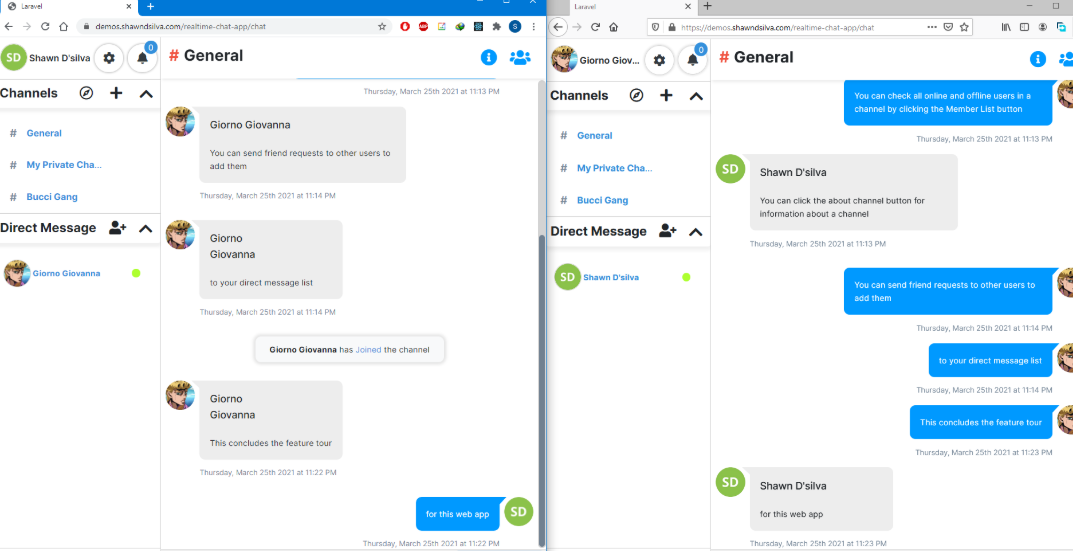 Laravel
demos.shawndsilva.com/realtime-chat-app/chat
SD
Shawn D'silva
0
# General
Channels
# General
# My Private Cha...
# Bucci Gang
Direct Message
Giorno Giovanna
Thursday, March 25th 2021 at 11:13 PM
Giorno Giovanna
You can send friend requests to other users to
add them
Thursday, March 25th 2021 at 11:14 PM
Giorno
Giovanna
to your direct message list
Thursday, March 25th 2021 at 11:14 PM
Giorno Giovanna has Joined the channel
Giorno
Giovanna
This concludes the feature tour
Thursday, March 25th 2021 at 11:22 PM
for this web app
SD
Thursday, March 25th 2021 at 11:22 PM
Laravel
https://demos.shawndsilva.com/realtime-chat-app/chat
Giorno Giov...
0
# General
Channels
# General
# My Private Cha...
# Bucci Gang
Direct Message
SD
Shawn D'silva
You can check all online and offline users in a
channel by clicking the Member List button
Thursday, March 25th 2021 at 11:13 PM
SD
Shawn D'silva
You can click the about channel button for
information about a channel
Thursday, March 25th 2021 at 11:13 PM
You can send friend requests to other users to
add them
Thursday, March 25th 2021 at 11:14 PM
to your direct message list
Thursday, March 25th 2021 at 11:14 PM
This concludes the feature tour
Thursday, March 25th 2021 at 11:23 PM
SD
Shawn D'silva
for this web app
Thursday, March 25th 2021 at 11:23 PM